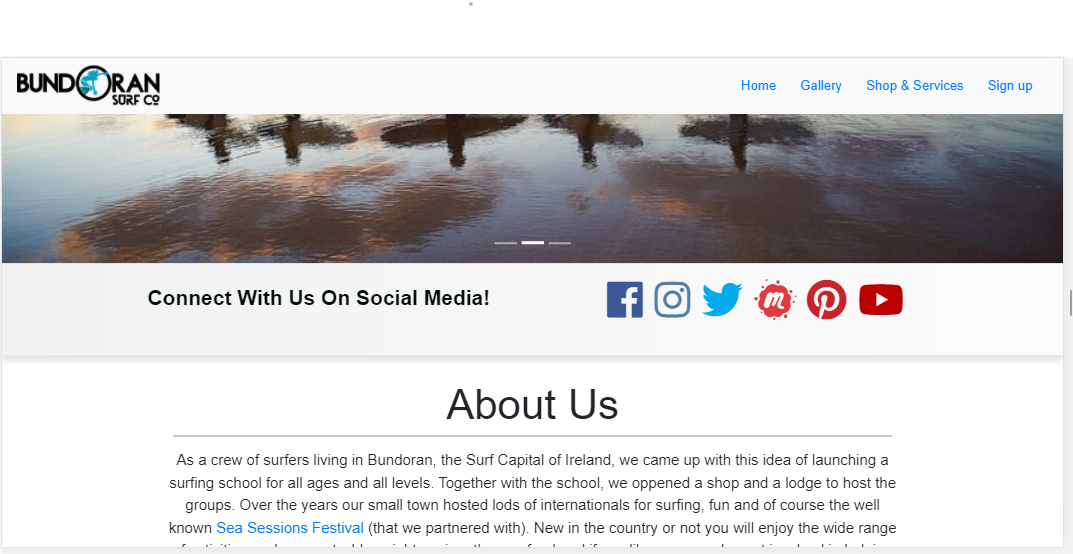 BUNDORAN
SURF CO
Home Gallery Shop & Services Sign up
Connect With Us On Social Media!
About Us
As a crew of surfers living in Bundoran, the Surf Capital of Ireland, we came up with this idea of launching a
surfing school for all ages and all levels. Together with the school, we oppened a shop and a lodge to host the
groups. Over the years our small town hosted lods of internationals for surfing, fun and of course the well
known Sea Sessions Festival (that we partnered with). New in the country or not you will enjoy the wide range